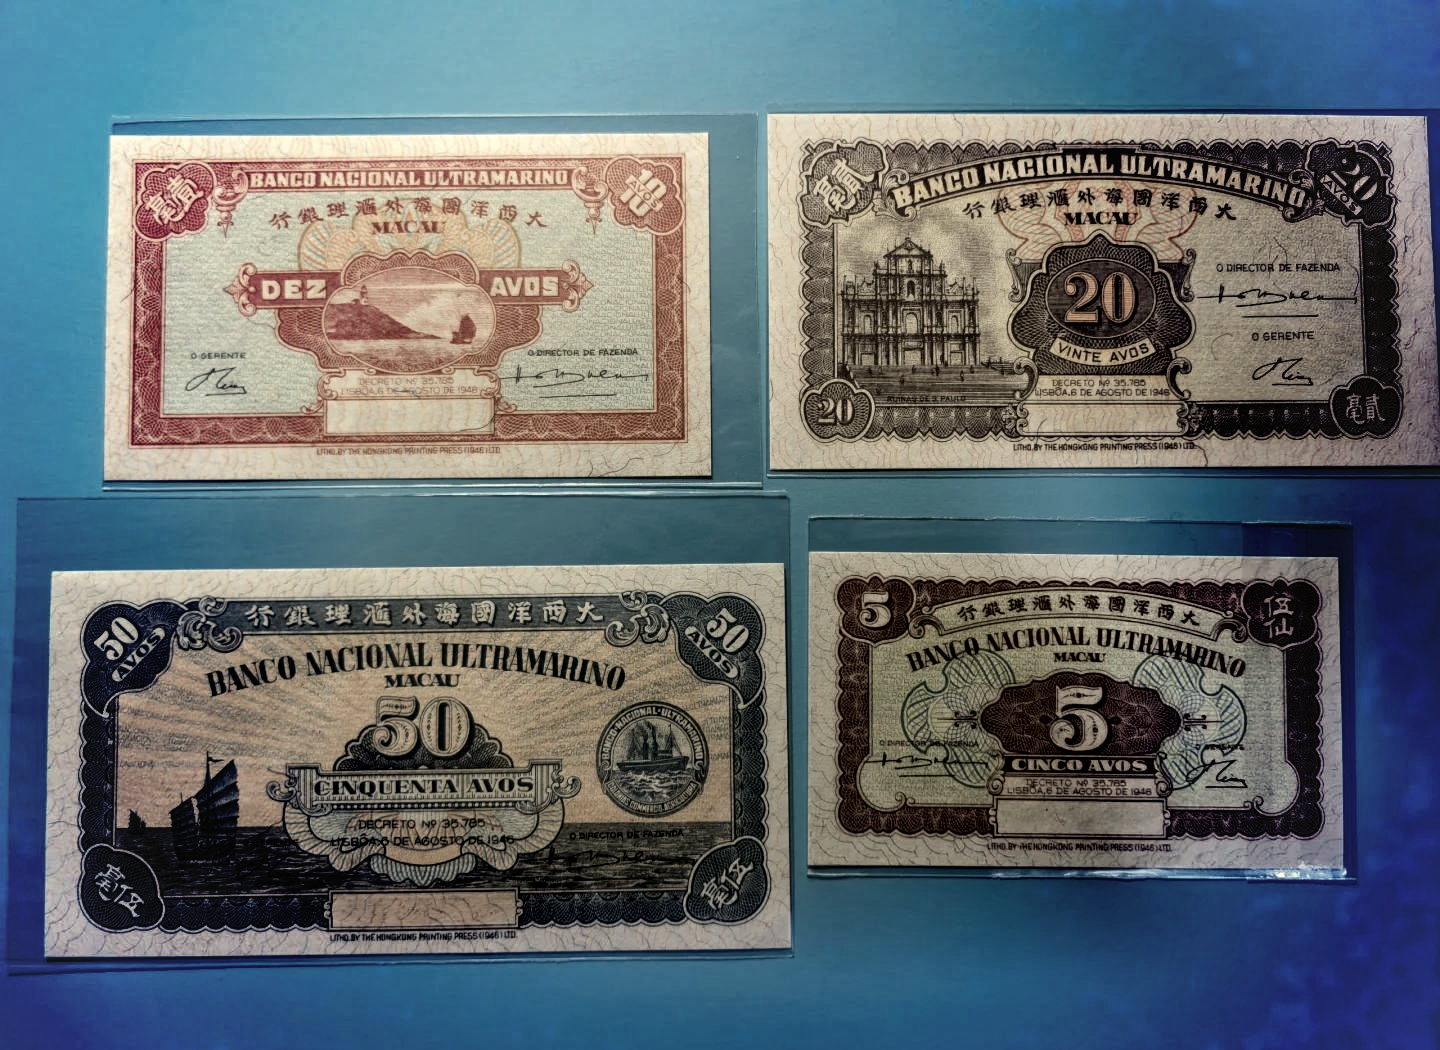 毫壹
BANCO NACIONAL ULTRAMARINO
10
AVOS
10
行銀理滙外海國洋西大
MACAU
DEZ AVOS
O GERENTE
O DIRECTOR DE FAZENDA
DECRETO Nº 35.785
LISBÔA, 6 DE AGOSTO DE 1946
LITHO. BY THE HONGKONG PRINTING PRESS (1946) LTD.
毫貳
BANCO NACIONAL ULTRAMARINO
20
AVOS
行銀理滙外海國洋西大
MACAU
O DIRECTOR DE FAZENDA
20
O GERENTE
VINTE AVOS
DECRETO Nº 35.785
LISBÔA, 6 DE AGOSTO DE 1946
RUINAS DE S. PAULO
20
毫貳
LITHO. BY THE HONGKONG PRINTING PRESS (1946) LTD.
50
AVOS
行銀理滙外海國洋西大
50
AVOS
BANCO NACIONAL ULTRAMARINO
MACAU
50
BANCO·NACIONAL·ULTRAMARINO
CINQUENTA AVOS
DECRETO Nº 35.785
O DIRECTOR DE FAZENDA
LISBÔA, 6 DE AGOSTO DE 1946
毫伍
毫伍
LITHO. BY THE HONGKONG PRINTING PRESS (1946) LTD.
5
行銀理滙外海國洋西大
伍仙
BANCO NACIONAL ULTRAMARINO
MACAU
5
O DIRECTOR DE FAZENDA
O GERENTE
CINCO AVOS
DECRETO Nº 35.785
LISBÔA, 6 DE AGOSTO DE 1946
LITHO. BY THE HONGKONG PRINTING PRESS (1946) LTD.